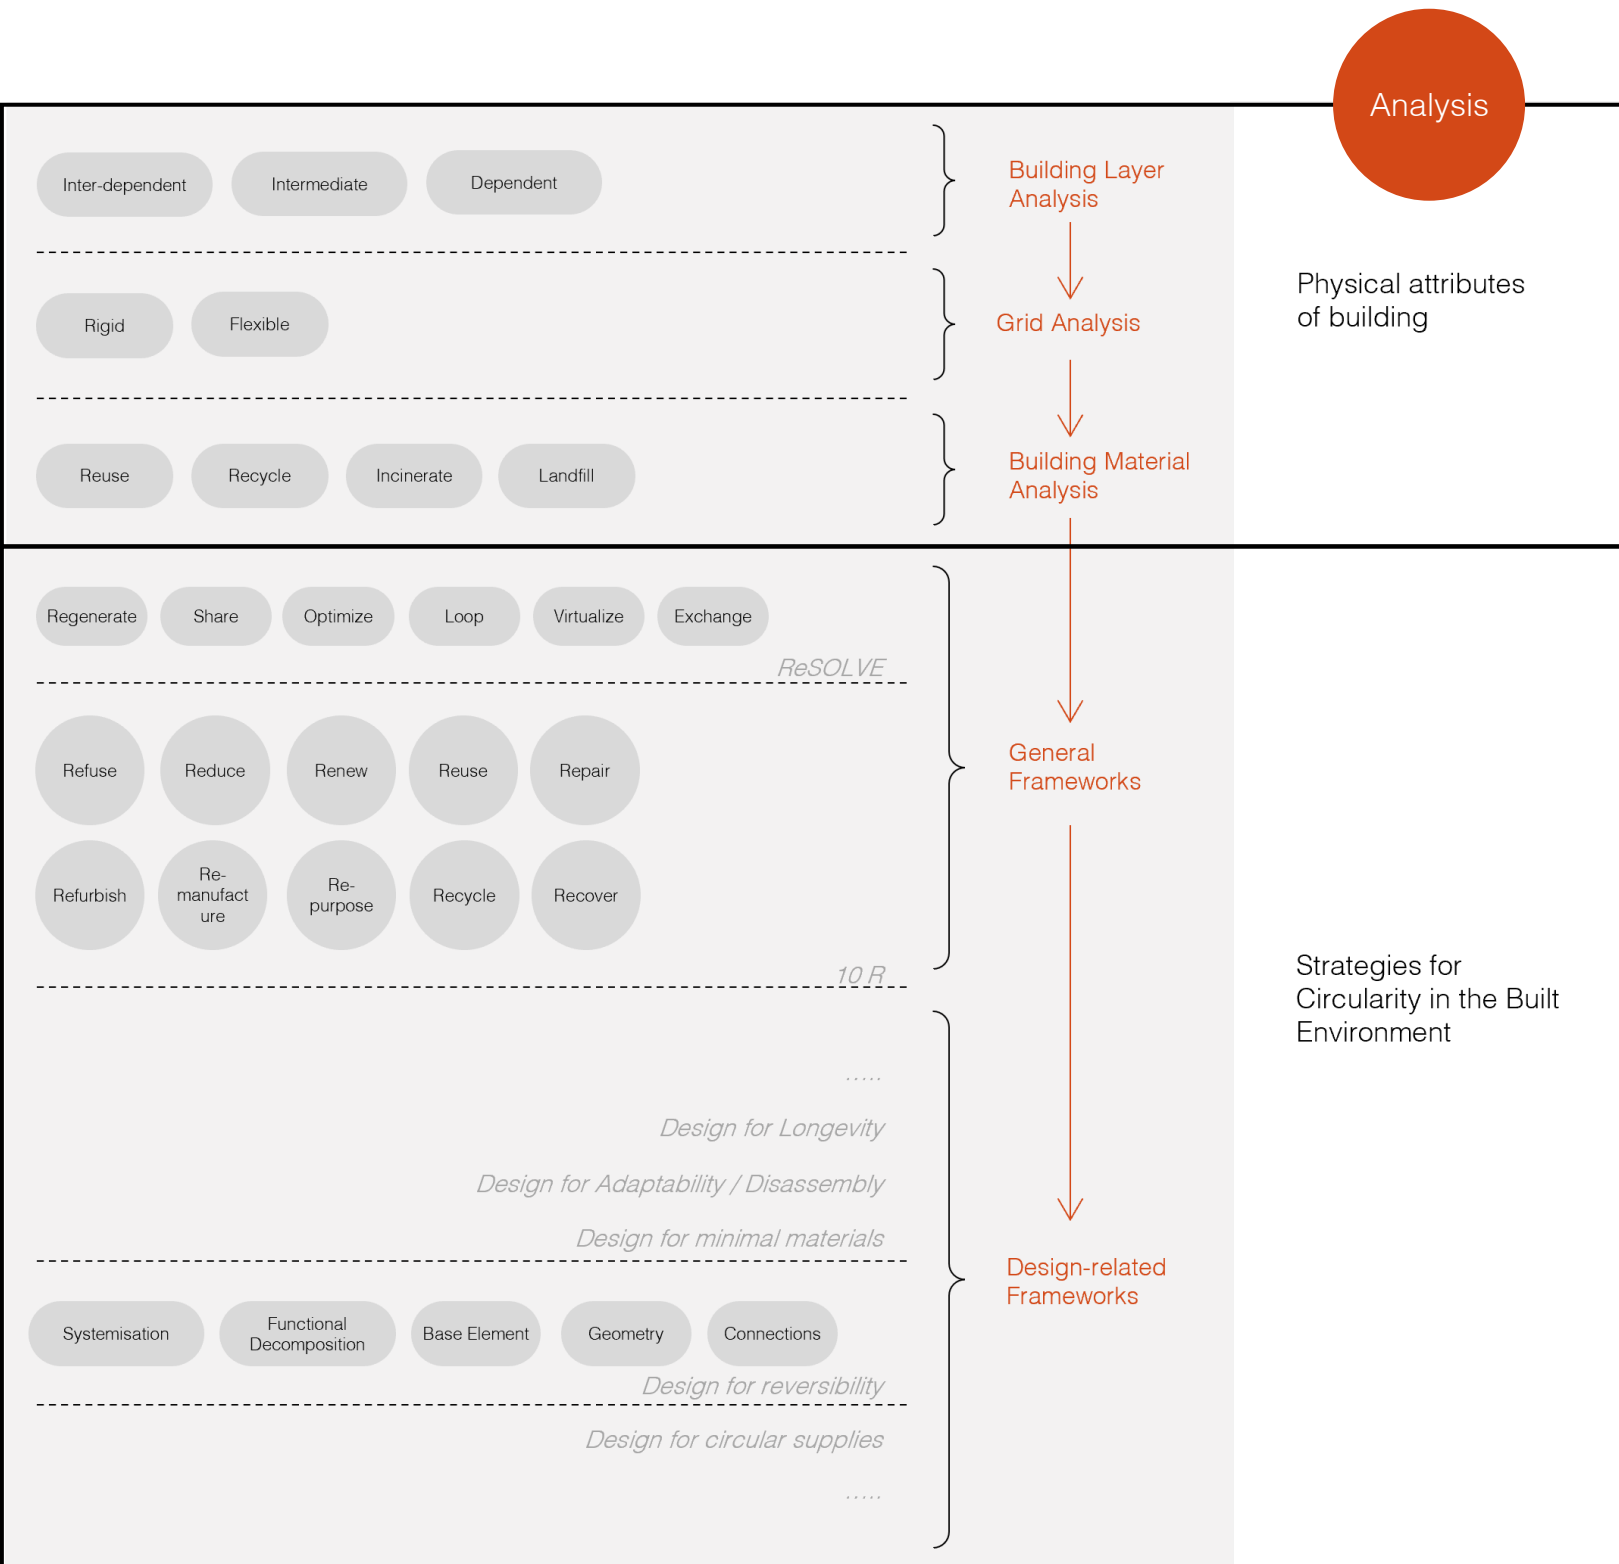 Analysis
Inter-dependent
Intermediate
Dependent
Building Layer
Analysis
Physical attributes
of building
Rigid
Flexible
Grid Analysis
Reuse
Recycle
Incinerate
Landfill
Building Material
Analysis
Regenerate
Share
Optimize
Loop
Virtualize
Exchange
ReSOLVE
Refuse
Reduce
Renew
Reuse
Repair
General
Frameworks
Refurbish
Re-
manufact
ure
Re-
purpose
Recycle
Recover
10 R
Strategies for
Circularity in the Built
Environment
.....
Design for Longevity
Design for Adaptability / Disassembly
Design for minimal materials
Design-related
Frameworks
Systemisation
Functional
Decomposition
Base Element
Geometry
Connections
Design for reversibility
Design for circular supplies
.....